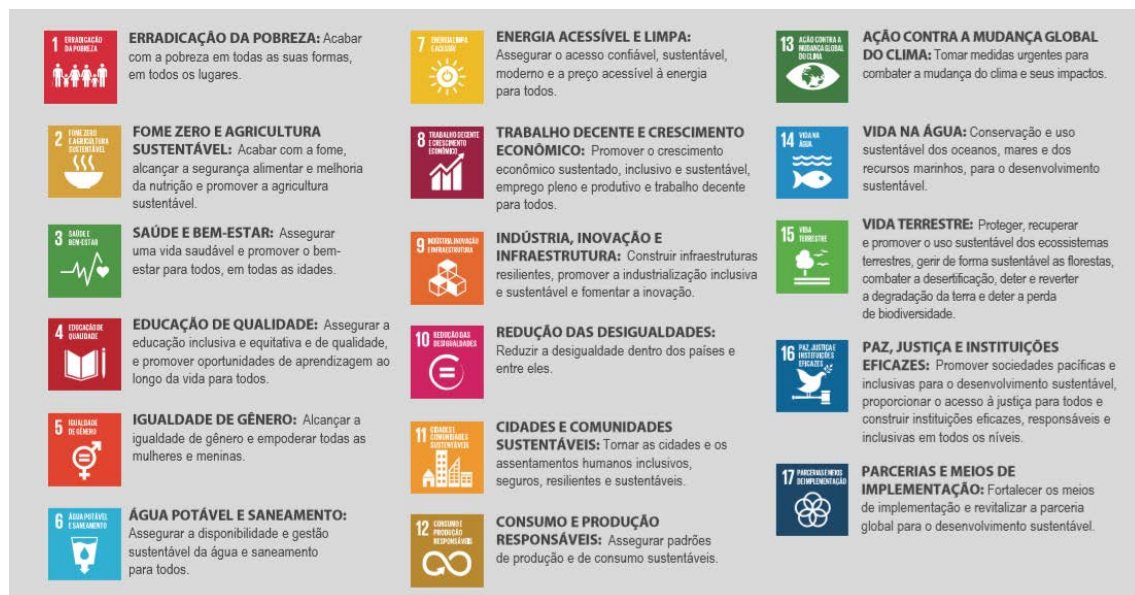 1 ERRADICAÇÃO
DA POBREZA
ERRADICAÇÃO DA POBREZA: Acabar
com a pobreza em todas as suas formas,
em todos os lugares.
2 FOME ZERO
E AGRICULTURA
SUSTENTÁVEL
FOME ZERO E AGRICULTURA
SUSTENTÁVEL: Acabar com a fome,
alcançar a segurança alimentar e melhoria
da nutrição e promover a agricultura
sustentável.
3 SAÚDE E
BEM-ESTAR
SAÚDE E BEM-ESTAR: Assegurar
uma vida saudável e promover o bem-
estar para todos, em todas as idades.
4 EDUCAÇÃO DE
QUALIDADE
EDUCAÇÃO DE QUALIDADE: Assegurar a
educação inclusiva e equitativa e de qualidade,
e promover oportunidades de aprendizagem ao
longo da vida para todos.
5 IGUALDADE
DE GÊNERO
IGUALDADE DE GÊNERO: Alcançar a
igualdade de gênero e empoderar todas as
mulheres e meninas.
6 ÁGUA POTÁVEL
E SANEAMENTO
ÁGUA POTÁVEL E SANEAMENTO:
Assegurar a disponibilidade e gestão
sustentável da água e saneamento
para todos.
7 ENERGIA LIMPA
ENERGIA ACESSÍVEL E LIMPA:
Assegurar o acesso confiável, sustentável,
moderno e a preço acessível à energia
para todos.
8 TRABALHO DECENTE
E CRESCIMENTO
ECONÔMICO
TRABALHO DECENTE E CRESCIMENTO
ECONÔMICO: Promover o crescimento
econômico sustentado, inclusivo e sustentável,
emprego pleno e produtivo e trabalho decente
para todos.
9 INDÚSTRIA, INOVAÇÃO
E INFRAESTRUTURA
INDÚSTRIA, INOVAÇÃO E
INFRAESTRUTURA: Construir infraestruturas
resilientes, promover a industrialização inclusiva
e sustentável e fomentar a inovação.
10 REDUÇÃO DAS
DESIGUALDADES
REDUÇÃO DAS DESIGUALDADES:
Reduzir a desigualdade dentro dos países e
entre eles.
11 CIDADES E
COMUNIDADES
SUSTENTÁVEIS
CIDADES E COMUNIDADES
SUSTENTÁVEIS: Tornar as cidades e os
assentamentos humanos inclusivos,
seguros, resilientes e sustentáveis.
12 CONSUMO E
PRODUÇÃO
RESPONSÁVEIS
CONSUMO E PRODUÇÃO
RESPONSÁVEIS: Assegurar padrões
de produção e de consumo sustentáveis.
13 AÇÃO CONTRA A
MUDANÇA GLOBAL
DO CLIMA
AÇÃO CONTRA A MUDANÇA GLOBAL
DO CLIMA: Tomar medidas urgentes para
combater a mudança do clima e seus impactos.
14 VIDA NA
ÁGUA
VIDA NA ÁGUA: Conservação e uso
sustentável dos oceanos, mares e dos
recursos marinhos, para o desenvolvimento
sustentável.
15 VIDA
TERRESTRE
VIDA TERRESTRE: Proteger, recuperar
e promover o uso sustentável dos ecossistemas
terrestres, gerir de forma sustentável as florestas,
combater a desertificação, deter e reverter
a degradação da terra e deter a perda
de biodiversidade.
16 PAZ, JUSTIÇA E
INSTITUIÇÕES
EFICAZES
PAZ, JUSTIÇA E INSTITUIÇÕES
EFICAZES: Promover sociedades pacíficas e
inclusivas para o desenvolvimento sustentável,
proporcionar o acesso à justiça para todos e
construir instituições eficazes, responsáveis e
inclusivas em todos os níveis.
17 PARCERIAS E MEIOS
DE IMPLEMENTAÇÃO
PARCERIAS E MEIOS DE
IMPLEMENTAÇÃO: Fortalecer os meios
de implementação e revitalizar a parceria
global para o desenvolvimento sustentável.